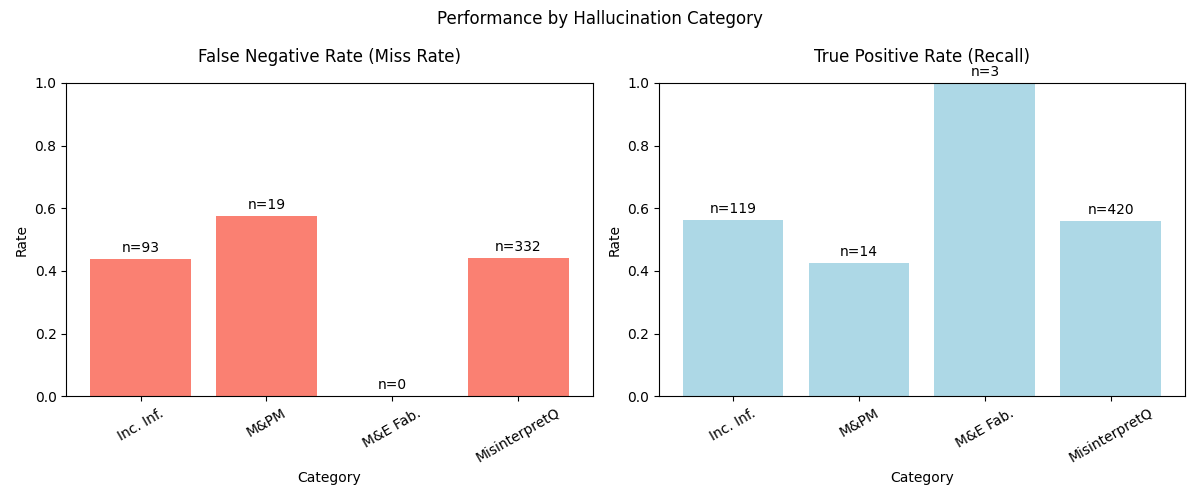 Performance by Hallucination Category
False Negative Rate (Miss Rate)
1.0
0.8
0.6
0.4
0.2
0.0
Rate
n=93
n=19
n=0
n=332
Inc. Inf.
M&PM
M&E Fab.
MisinterpretQ
Category
True Positive Rate (Recall)
1.0
0.8
0.6
0.4
0.2
0.0
Rate
n=119
n=14
n=3
n=420
Inc. Inf.
M&PM
M&E Fab.
MisinterpretQ
Category